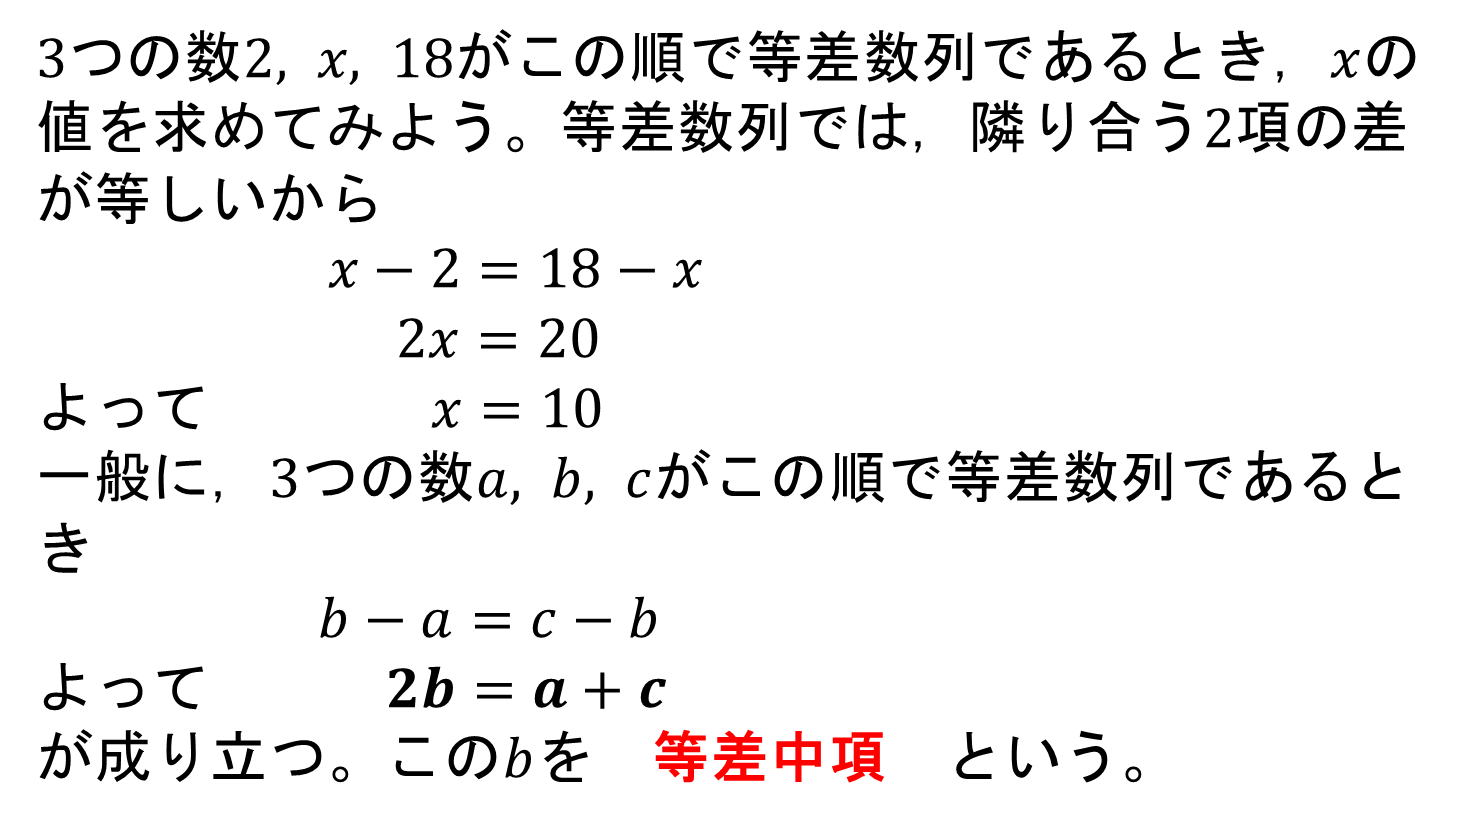 3つの数2, x, 18がこの順で等差数列であるとき, xの
値を求めてみよう。等差数列では, 隣り合う2項の差
が等しいから
x − 2 = 18 − x
2x = 20
よって x = 10
一般に, 3つの数a, b, cがこの順で等差数列であると
き
b − a = c − b
よって 2b = a + c
が成り立つ。このbを 等差中項 という。